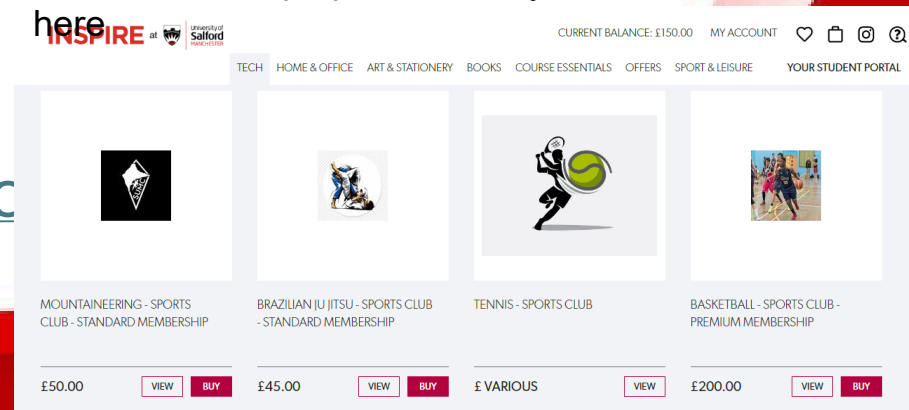 here
INSPIRE at University of Salford MANCHESTER
CURRENT BALANCE: £150.00 MY ACCOUNT
TECH HOME & OFFICE ART & STATIONERY BOOKS COURSE ESSENTIALS OFFERS SPORT & LEISURE YOUR STUDENT PORTAL
MOUNTAINEERING - SPORTS
CLUB - STANDARD MEMBERSHIP
BRAZILIAN JU JITSU - SPORTS CLUB
- STANDARD MEMBERSHIP
TENNIS - SPORTS CLUB
BASKETBALL - SPORTS CLUB -
PREMIUM MEMBERSHIP
£50.00 VIEW BUY
£45.00 VIEW BUY
£ VARIOUS VIEW
£200.00 VIEW BUY